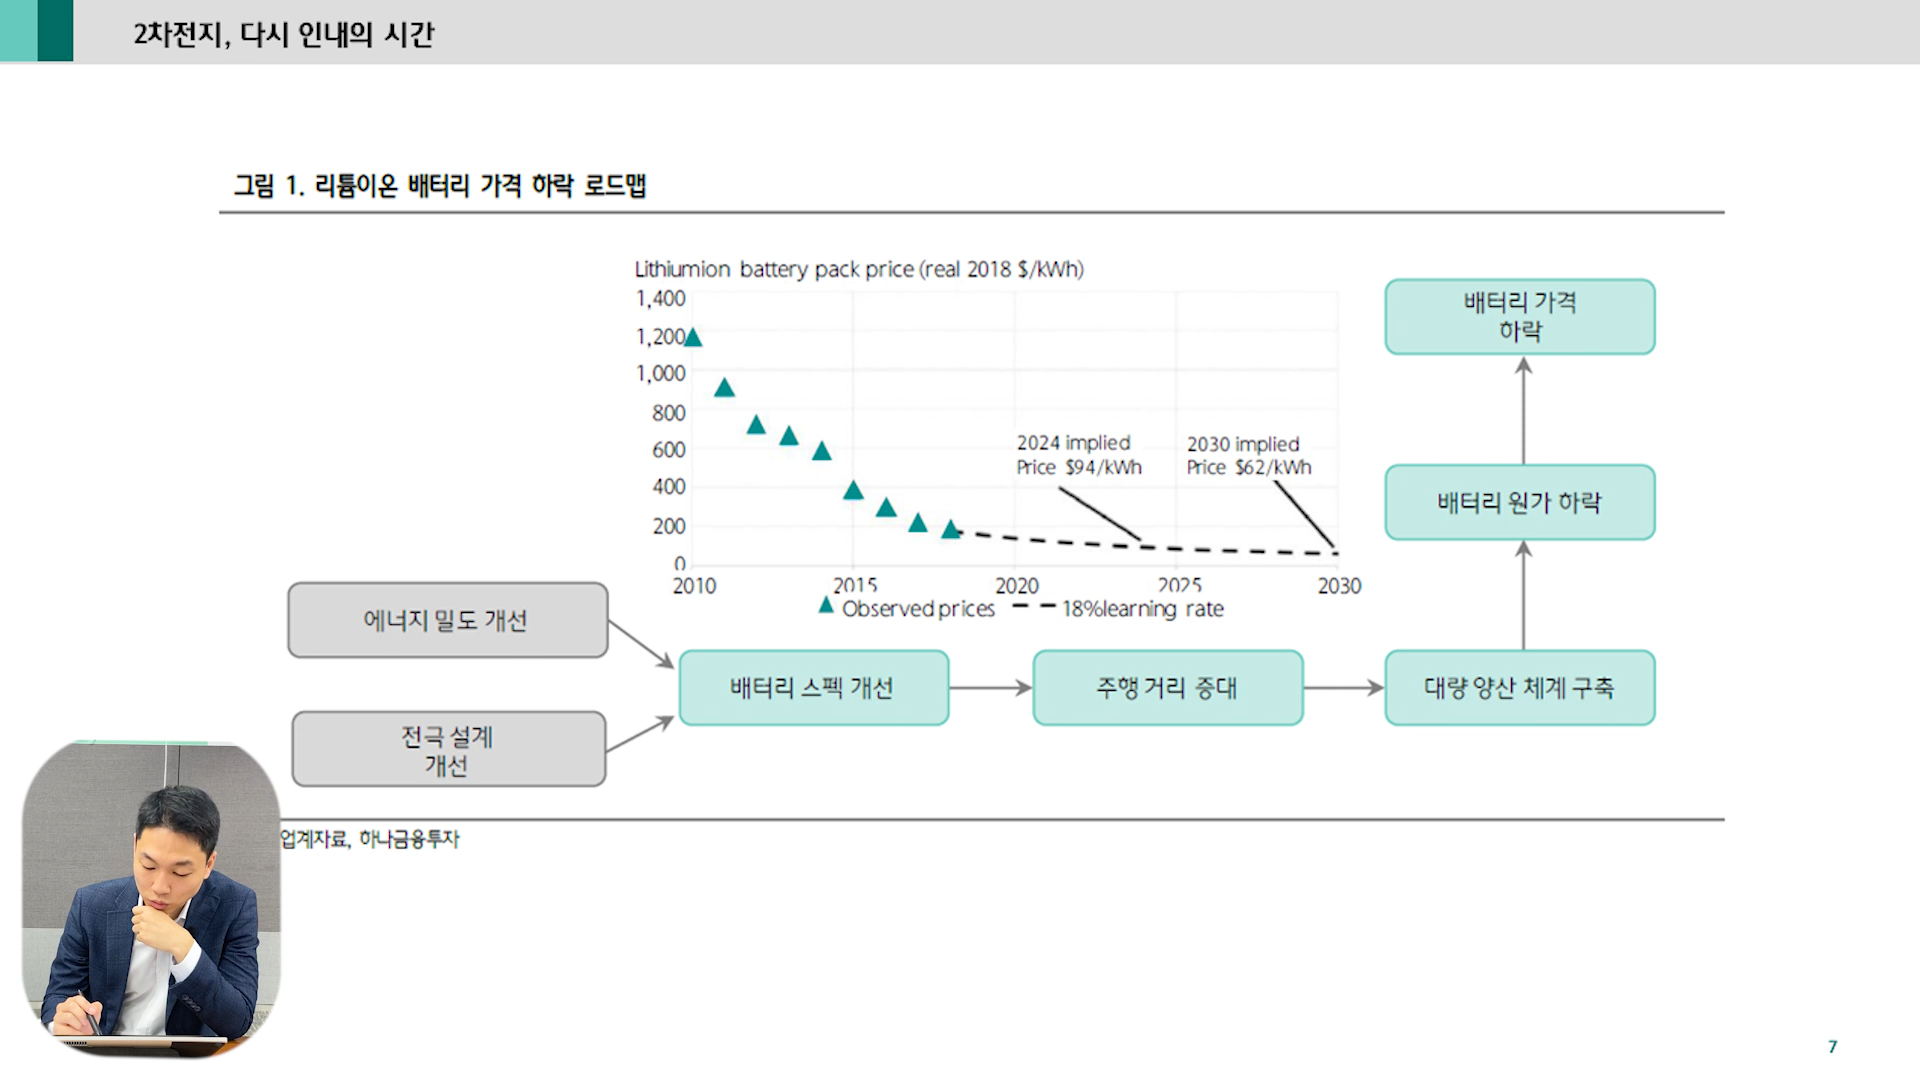 2차전지, 다시 인내의 시간
그림 1. 리튬이온 배터리 가격 하락 로드맵
Lithiumion battery pack price (real 2018 $/kWh)
1,400
1,200
1,000
800
600
400
200
0
2010 2015 2020 2025 2030
2024 implied
Price $94/kWh
2030 implied
Price $62/kWh
Observed prices 18%learning rate
배터리 가격
하락
배터리 원가 하락
에너지 밀도 개선
전극 설계
개선
배터리 스펙 개선
주행 거리 증대
대량 양산 체계 구축
업계자료, 하나금융투자
7